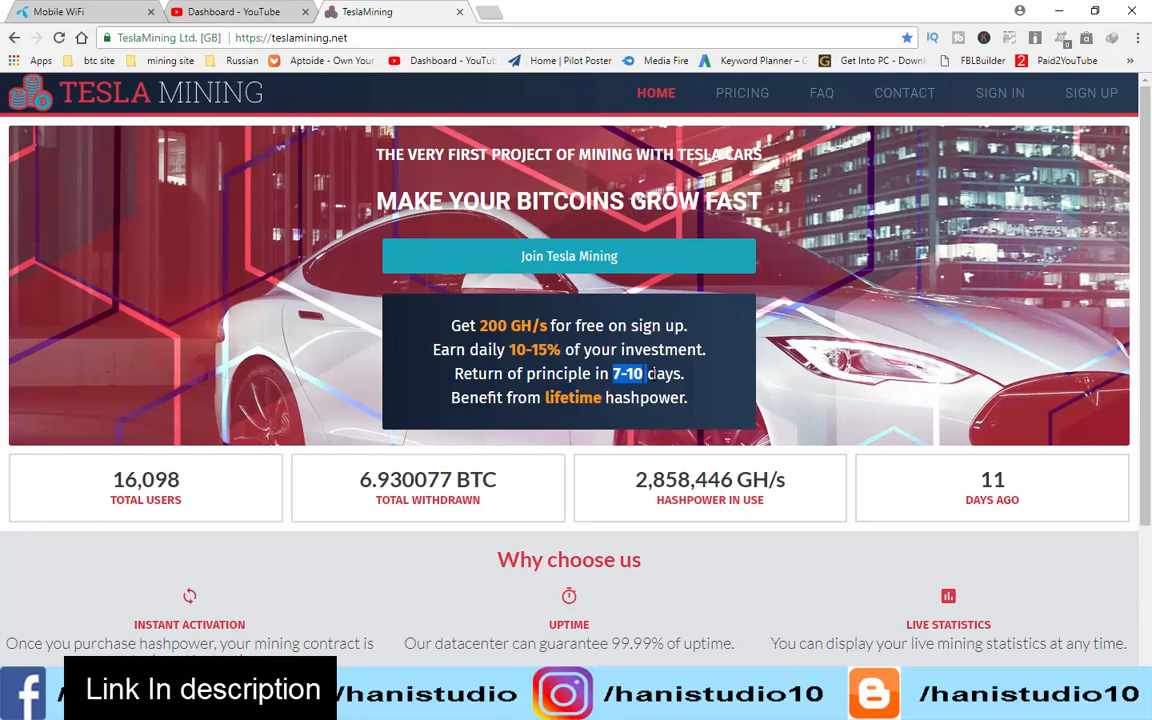 Mobile WiFi
Dashboard - YouTube
TeslaMining
TeslaMining Ltd. [GB] https://teslamining.net
Apps btc site mining site Russian Aptoide - Own Your Dashboard - YouTub Home | Pilot Poster Media Fire Keyword Planner – Get Into PC - Downl FBLBuilder Paid2YouTube
TESLA MINING
HOME PRICING FAQ CONTACT SIGN IN SIGN UP
THE VERY FIRST PROJECT OF MINING WITH TESLA CARS
MAKE YOUR BITCOINS GROW FAST
Join Tesla Mining
Get 200 GH/s for free on sign up.
Earn daily 10-15% of your investment.
Return of principle in 7-10 days.
Benefit from lifetime hashpower.
16,098 6.930077 BTC 2,858,446 GH/s 11
TOTAL USERS TOTAL WITHDRAWN HASHPOWER IN USE DAYS AGO
Why choose us
INSTANT ACTIVATION UPTIME LIVE STATISTICS
Once you purchase hashpower, your mining contract is Our datacenter can guarantee 99.99% of uptime. You can display your live mining statistics at any time.
Link In description /hanistudio /hanistudio10 /hanistudio10